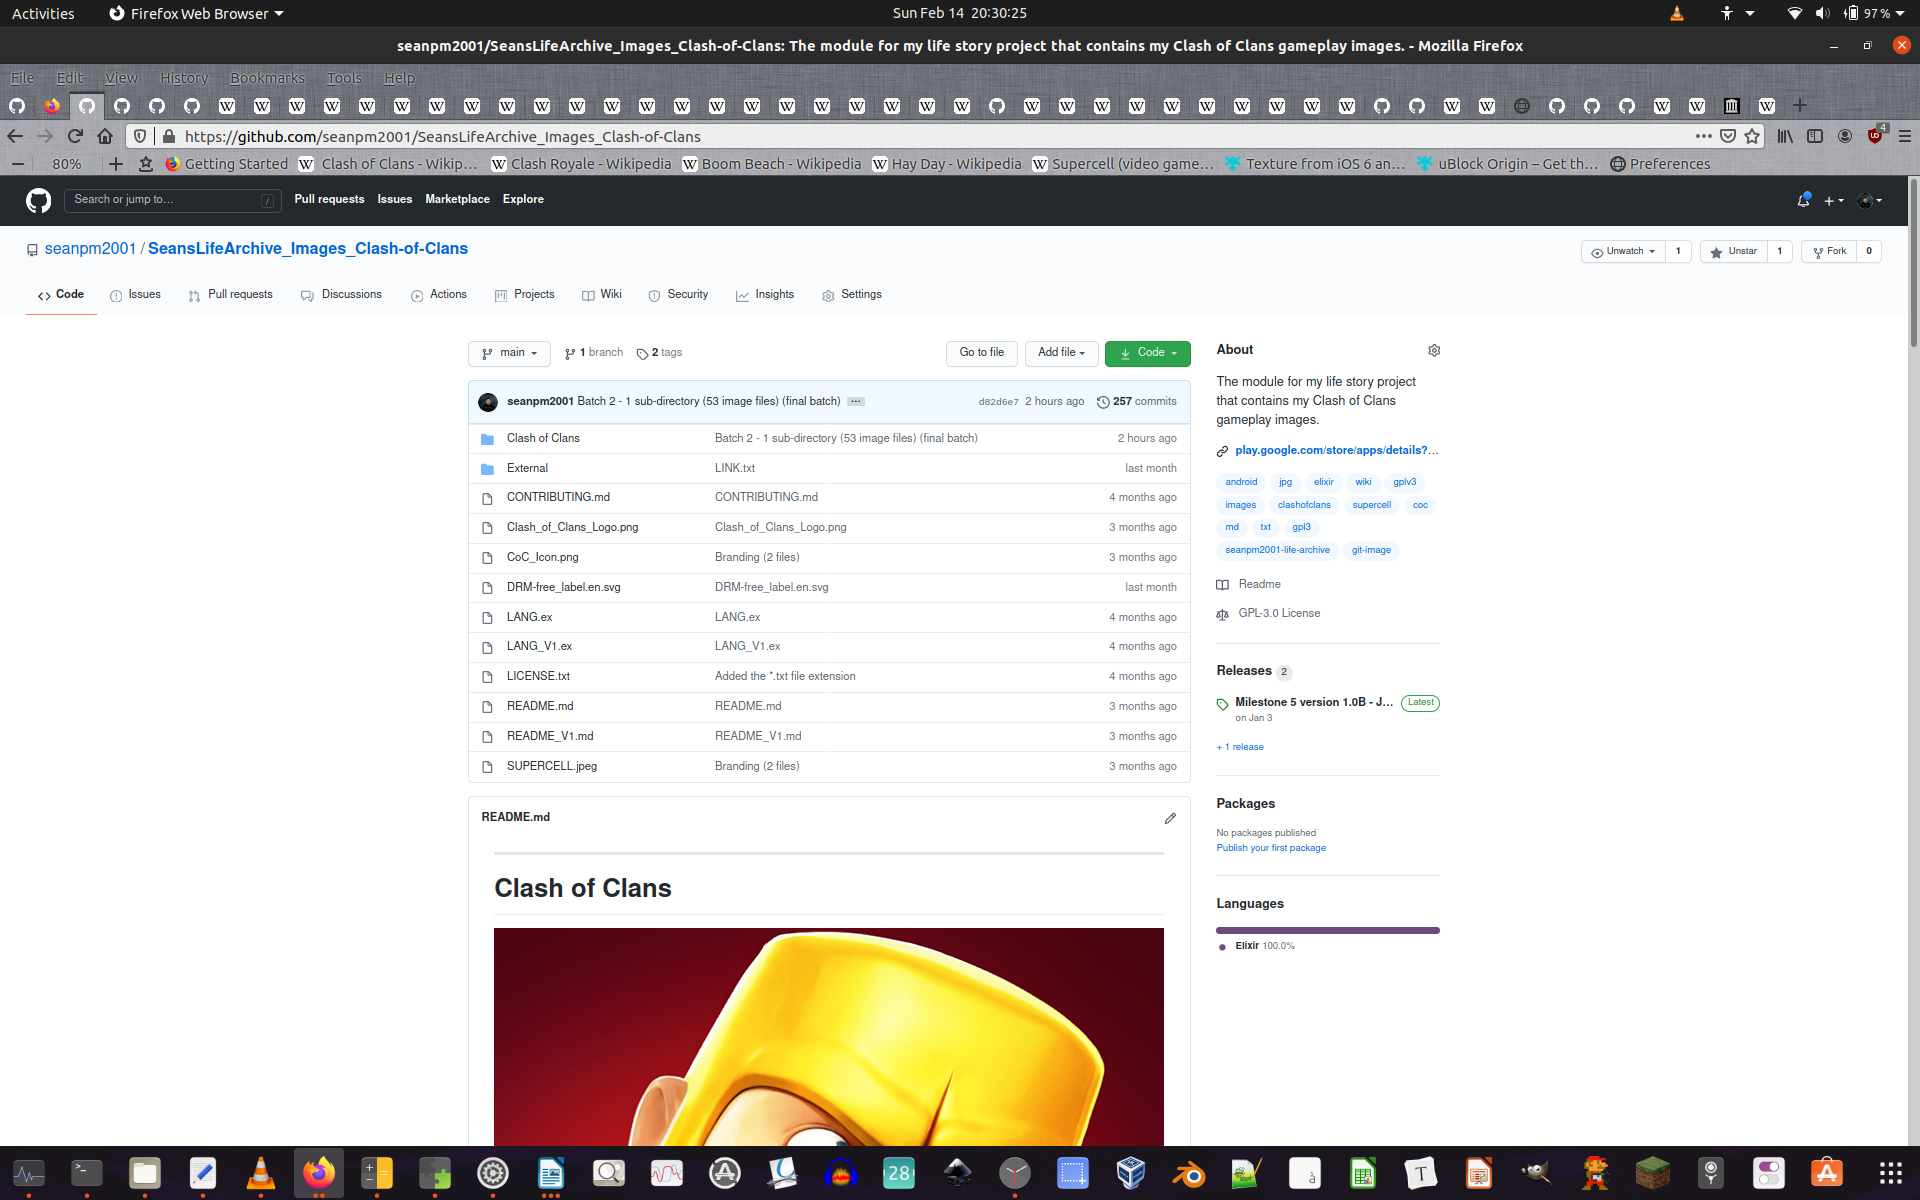 Activities Firefox Web Browser Sun Feb 14 20:30:25 97 %
seanpm2001/SeansLifeArchive_Images_Clash-of-Clans: The module for my life story project that contains my Clash of Clans gameplay images. - Mozilla Firefox
File Edit View History Bookmarks Tools Help
https://github.com/seanpm2001/SeansLifeArchive_Images_Clash-of-Clans 4
80% Getting Started Clash of Clans - Wikip… Clash Royale - Wikipedia Boom Beach - Wikipedia Hay Day - Wikipedia Supercell (video game… Texture from iOS 6 an… uBlock Origin – Get th… Preferences
Search or jump to… / Pull requests Issues Marketplace Explore
seanpm2001 / SeansLifeArchive_Images_Clash-of-Clans Unwatch 1 Unstar 1 Fork 0
Code Issues Pull requests Discussions Actions Projects Wiki Security Insights Settings
main 1 branch 2 tags Go to file Add file Code
seanpm2001 Batch 2 - 1 sub-directory (53 image files) (final batch) ... d82d6e7 2 hours ago 257 commits
Clash of Clans Batch 2 - 1 sub-directory (53 image files) (final batch) 2 hours ago
External LINK.txt last month
CONTRIBUTING.md CONTRIBUTING.md 4 months ago
Clash_of_Clans_Logo.png Clash_of_Clans_Logo.png 3 months ago
CoC_Icon.png Branding (2 files) 3 months ago
DRM-free_label.en.svg DRM-free_label.en.svg last month
LANG.ex LANG.ex 4 months ago
LANG_V1.ex LANG_V1.ex 4 months ago
LICENSE.txt Added the *.txt file extension 4 months ago
README.md README.md 3 months ago
README_V1.md README_V1.md 3 months ago
SUPERCELL.jpeg Branding (2 files) 3 months ago
README.md
Clash of Clans
About
The module for my life story project
that contains my Clash of Clans
gameplay images.
play.google.com/store/apps/details?…
android jpg elixir wiki gplv3
images clashofclans supercell coc
md txt gpl3
seanpm2001-life-archive git-image
Readme
GPL-3.0 License
Releases 2
Milestone 5 version 1.0B - J… Latest
on Jan 3
+ 1 release
Packages
No packages published
Publish your first package
Languages
Elixir 100.0%
28